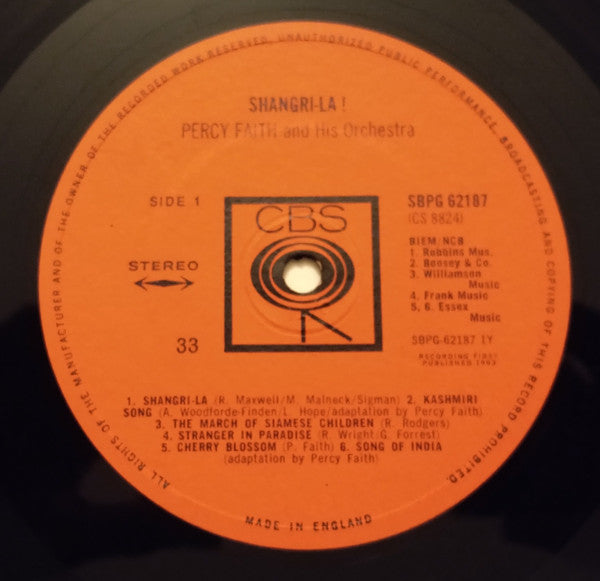 ALL RIGHTS OF THE MANUFACTURER AND OF THE OWNER OF THE RECORDED WORK RESERVED. UNAUTHORIZED PUBLIC PERFORMANCE, BROADCASTING AND COPYING OF THIS RECORD PROHIBITED.
SHANGRI-LA !
PERCY FAITH and His Orchestra
SIDE 1
CBS
SBPG 62187
(CS 8824)
STEREO
BIEM/NCB
1. Robbins Mus.
2. Boosey & Co.
3. Williamson
Music
4. Frank Music
5., 6. Essex
Music
33
SBPG-62187 1Y
RECORDING FIRST
PUBLISHED 1963
1. SHANGRI-LA (R. Maxwell/M. Malneck/Sigman) 2. KASHMIRI
SONG (A. Woodforde-Finden/L. Hope/adaptation by Percy Faith)
3. THE MARCH OF SIAMESE CHILDREN (R. Rodgers)
4. STRANGER IN PARADISE (R. Wright/G. Forrest)
5. CHERRY BLOSSOM (P. Faith) 6. SONG OF INDIA
(adaptation by Percy Faith)
MADE IN ENGLAND